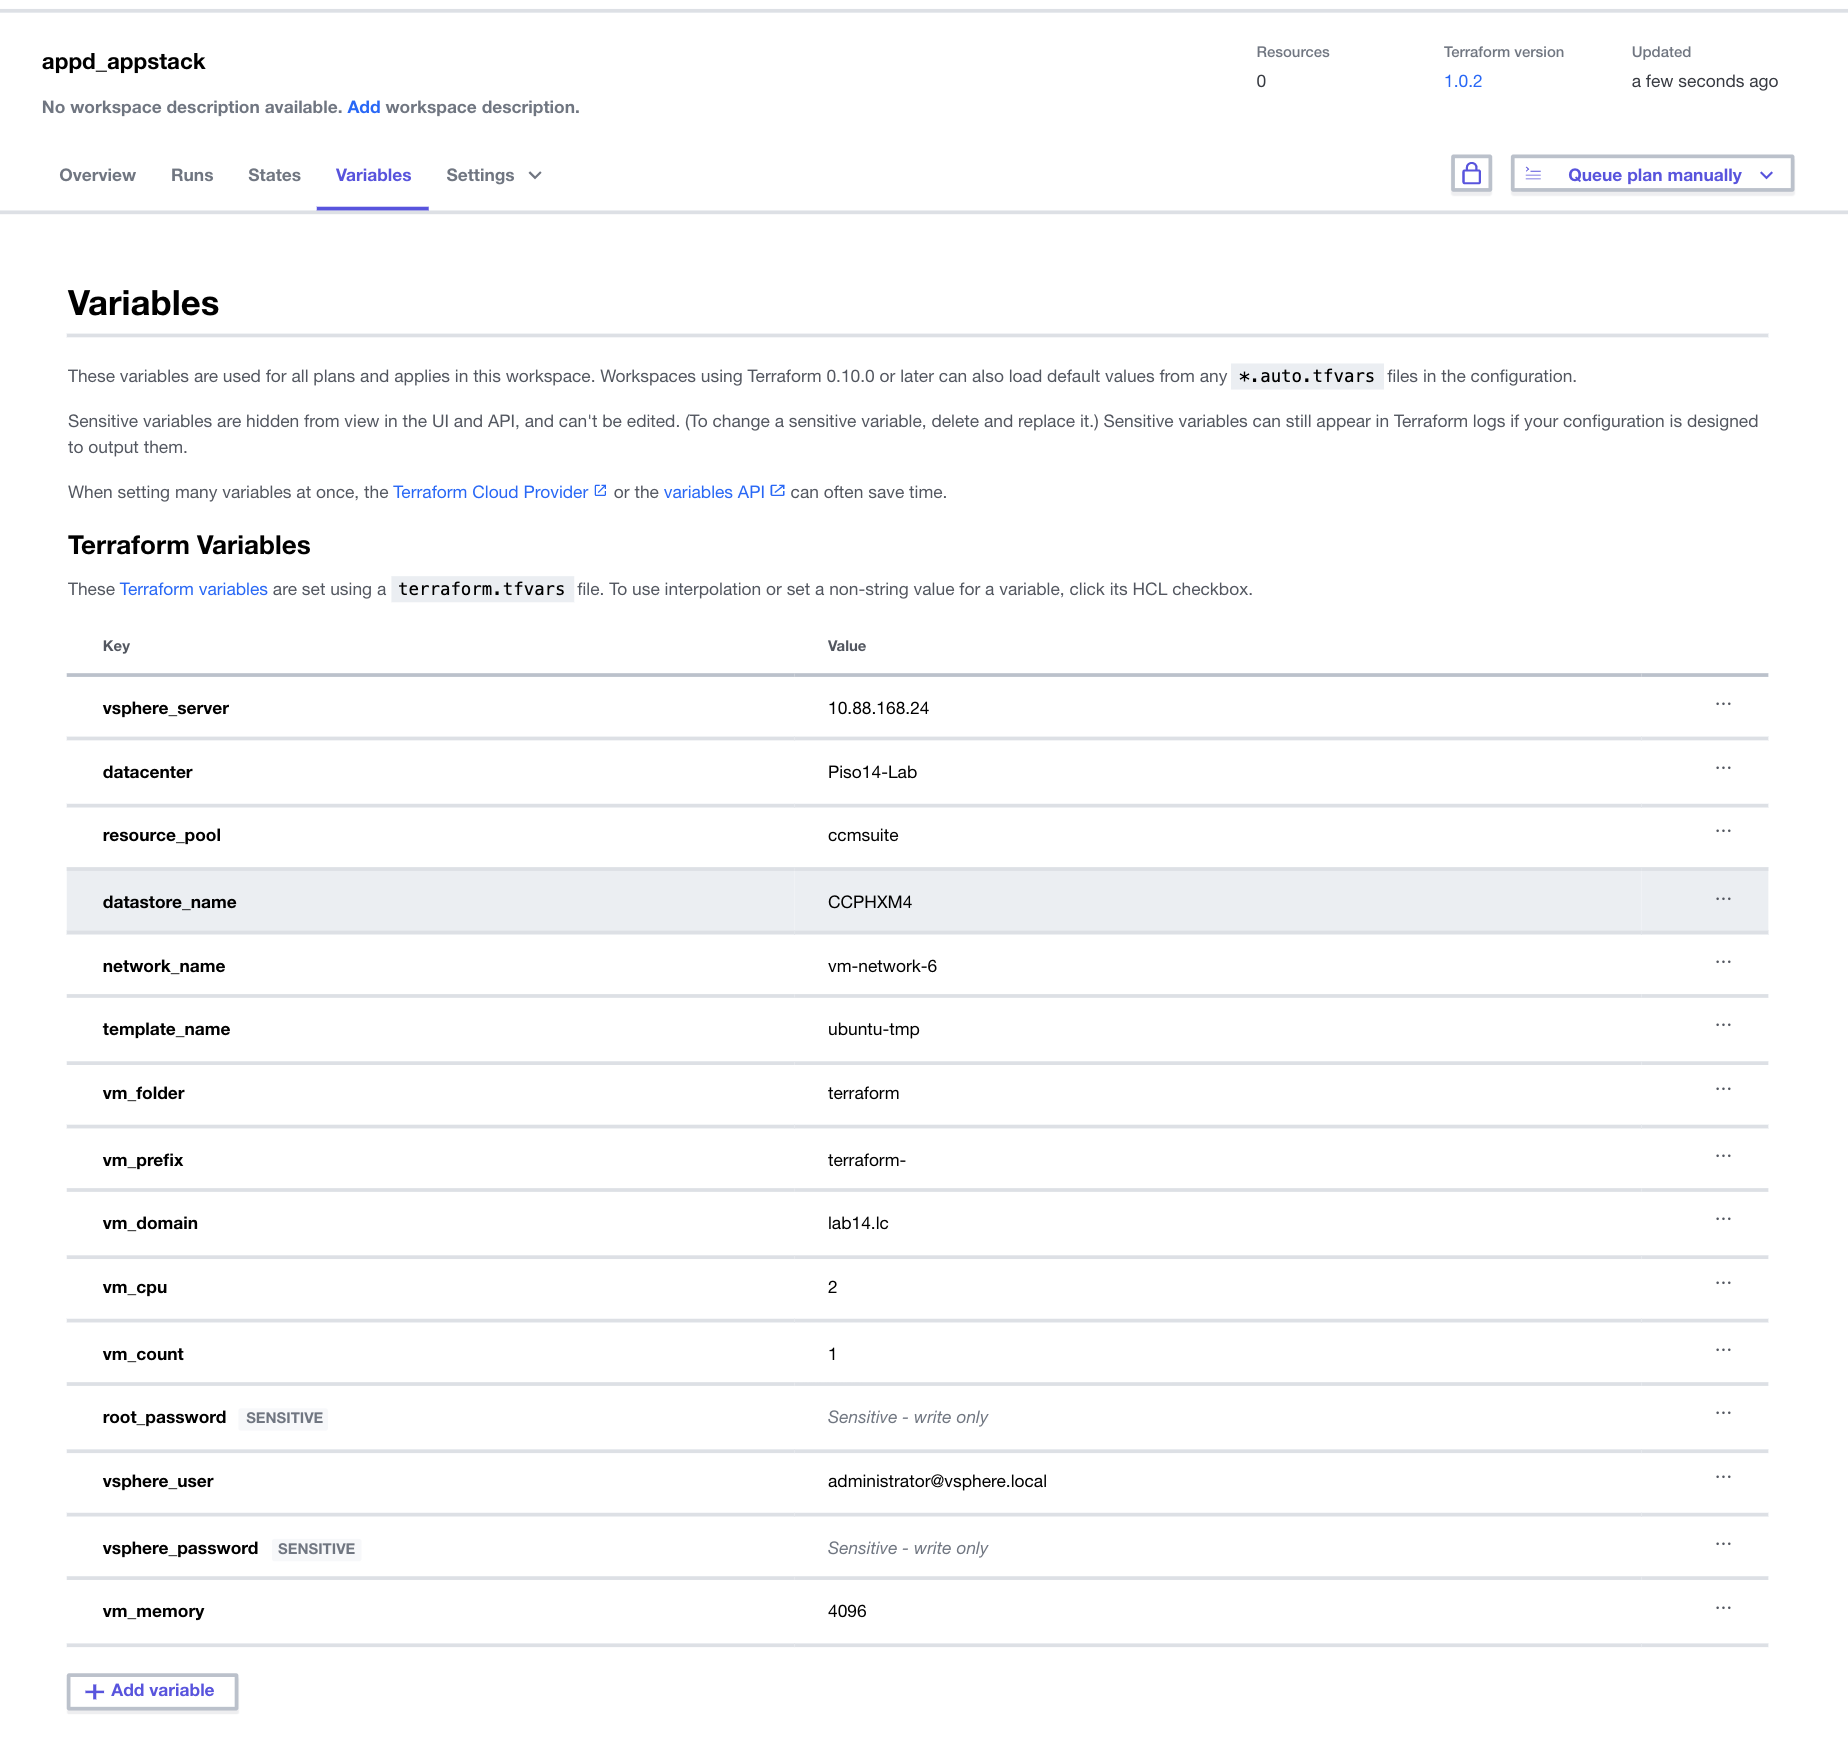 appd_appstack
No workspace description available. Add workspace description.
Resources
0
Terraform version
1.0.2
Updated
a few seconds ago
Overview Runs States Variables Settings
Queue plan manually
Variables
These variables are used for all plans and applies in this workspace. Workspaces using Terraform 0.10.0 or later can also load default values from any *.auto.tfvars files in the configuration.
Sensitive variables are hidden from view in the UI and API, and can't be edited. (To change a sensitive variable, delete and replace it.) Sensitive variables can still appear in Terraform logs if your configuration is designed
to output them.
When setting many variables at once, the Terraform Cloud Provider or the variables API can often save time.
Terraform Variables
These Terraform variables are set using a terraform.tfvars file. To use interpolation or set a non-string value for a variable, click its HCL checkbox.
Key Value
vsphere_server 10.88.168.24 ...
datacenter Piso14-Lab ...
resource_pool ccmsuite ...
datastore_name CCPHXM4 ...
network_name vm-network-6 ...
template_name ubuntu-tmp ...
vm_folder terraform ...
vm_prefix terraform- ...
vm_domain lab14.lc ...
vm_cpu 2 ...
vm_count 1 ...
root_password SENSITIVE Sensitive - write only ...
vsphere_user administrator@vsphere.local ...
vsphere_password SENSITIVE Sensitive - write only ...
vm_memory 4096 ...
+ Add variable